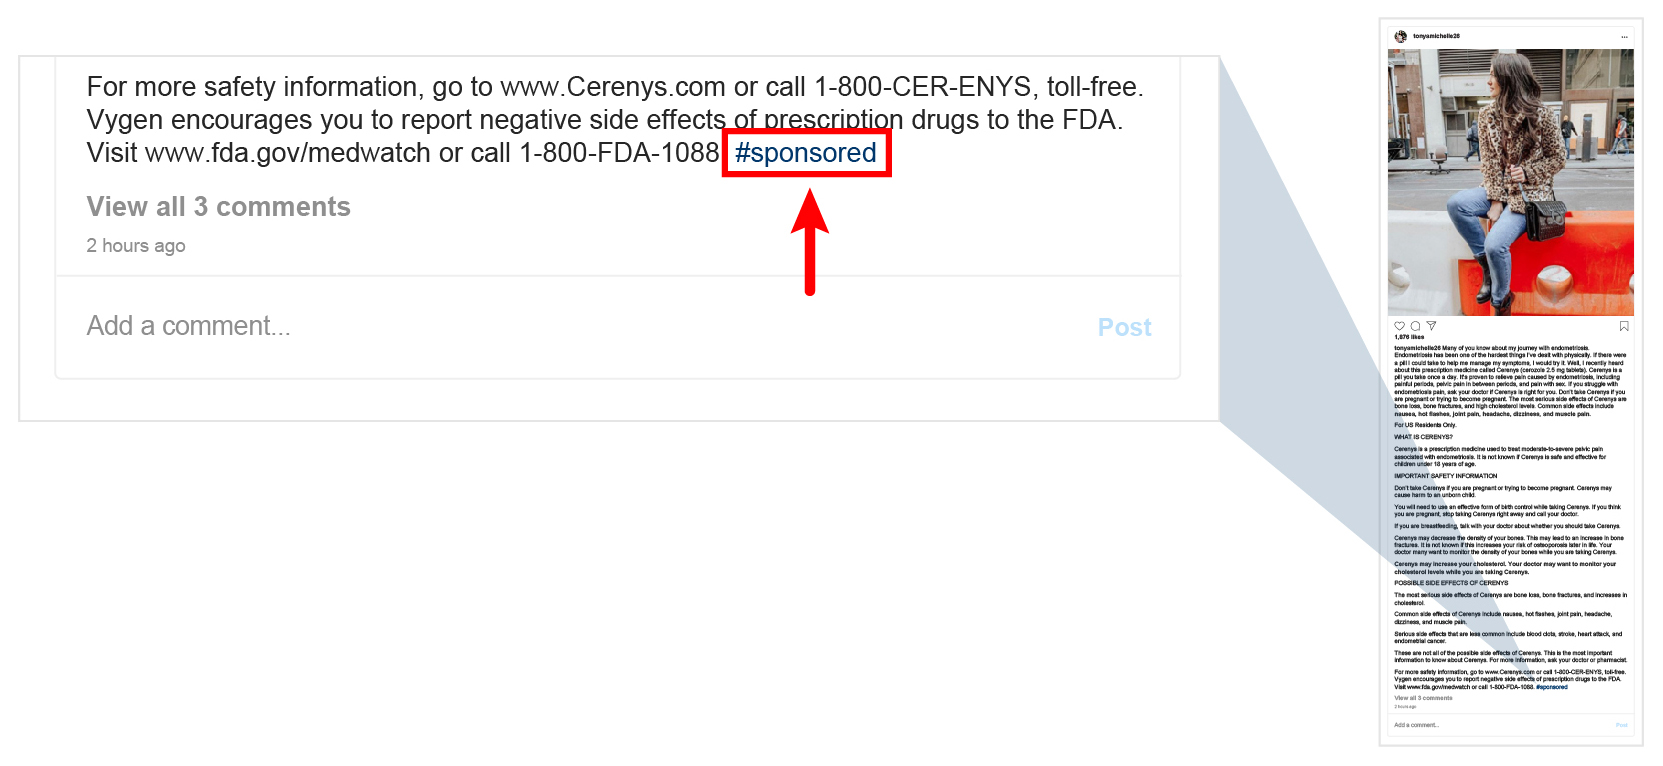 For more safety information, go to www.Cerenys.com or call 1-800-CER-ENYS, toll-free.
Vygen encourages you to report negative side effects of prescription drugs to the FDA.
Visit www.fda.gov/medwatch or call 1-800-FDA-1088 #sponsored
View all 3 comments
2 hours ago
Add a comment...
Post
tonyamichelle26
1,876 likes
tonyamichelle26 Many of you know about my journey with endometriosis.
Endometriosis has been one of the hardest things I've dealt with physically. If there were
a pill I could take to help me manage my symptoms, I would try it. Well, I recently heard
about this prescription medicine called Cerenys (cerozole 2.5 mg tablets). Cerenys is a
pill you take once a day. It's proven to relieve pain caused by endometriosis, including
painful periods, pelvic pain in between periods, and pain with sex. If you struggle with
endometriosis pain, ask your doctor if Cerenys is right for you. Don't take Cerenys if you
are pregnant or trying to become pregnant. The most serious side effects of Cerenys are
bone loss, bone fractures, and high cholesterol levels. Common side effects include
nausea, hot flashes, joint pain, headache, dizziness, and muscle pain.
For US Residents Only.
WHAT IS CERENYS?
Cerenys is a prescription medicine used to treat moderate-to-severe pelvic pain
associated with endometriosis. It is not known if Cerenys is safe and effective for
children under 18 years of age.
IMPORTANT SAFETY INFORMATION
Don't take Cerenys if you are pregnant or trying to become pregnant. Cerenys may
cause harm to an unborn child.
You will need to use an effective form of birth control while taking Cerenys. If you think
you are pregnant, stop taking Cerenys right away and call your doctor.
If you are breastfeeding, talk with your doctor about whether you should take Cerenys.
Cerenys may decrease the density of your bones. This may lead to an increase in bone
fractures. It is not known if this increases your risk of osteoporosis later in life. Your
doctor many want to monitor the density of your bones while you are taking Cerenys.
Cerenys may increase your cholesterol. Your doctor may want to monitor your
cholesterol levels while you are taking Cerenys.
POSSIBLE SIDE EFFECTS OF CERENYS
The most serious side effects of Cerenys are bone loss, bone fractures, and increases in
cholesterol.
Common side effects of Cerenys include nausea, hot flashes, joint pain, headache,
dizziness, and muscle pain.
Serious side effects that are less common include blood clots, stroke, heart attack, and
endometrial cancer.
These are not all of the possible side effects of Cerenys. This is the most important
information to know about Cerenys. For more information, ask your doctor or pharmacist.
For more safety information, go to www.Cerenys.com or call 1-800-CER-ENYS, toll-free.
Vygen encourages you to report negative side effects of prescription drugs to the FDA.
Visit www.fda.gov/medwatch or call 1-800-FDA-1088. #sponsored
View all 3 comments
2 hours ago
Add a comment...
Post